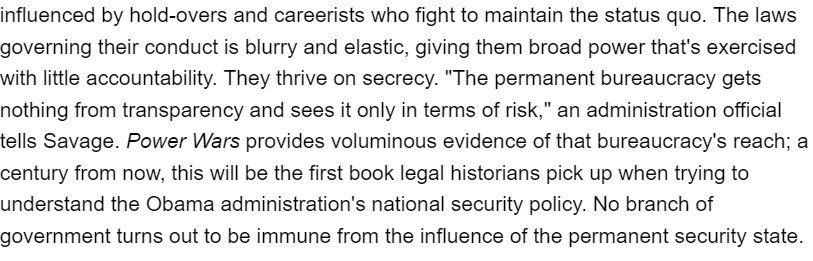 influenced by hold-overs and careerists who fight to maintain the status quo. The laws
governing their conduct is blurry and elastic, giving them broad power that's exercised
with little accountability. They thrive on secrecy. "The permanent bureaucracy gets
nothing from transparency and sees it only in terms of risk," an administration official
tells Savage. Power Wars provides voluminous evidence of that bureaucracy's reach; a
century from now, this will be the first book legal historians pick up when trying to
understand the Obama administration's national security policy. No branch of
government turns out to be immune from the influence of the permanent security state.